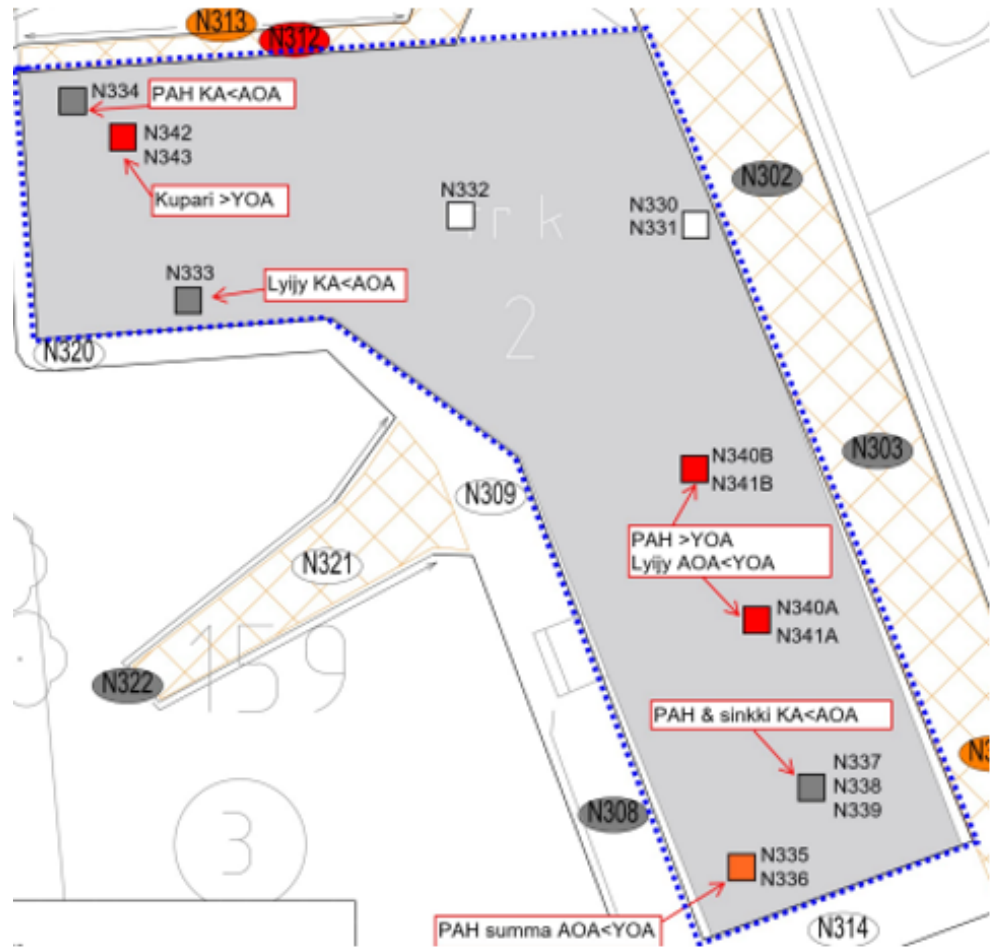 N313
N312
N334
PAH KA<AOA
N342
N343
Kupari >YOA
N302
N332
N330
N331
rk
N333
Lyijy KA<AOA
2
N320
N303
N340B
N341B
N309
PAH >YOA
Lyijy AOA<YOA
N321
N340A
N341A
159
N322
PAH & sinkki KA<AOA
N337
N338
N339
N308
3
N335
N336
PAH summa AOA<YOA
N314